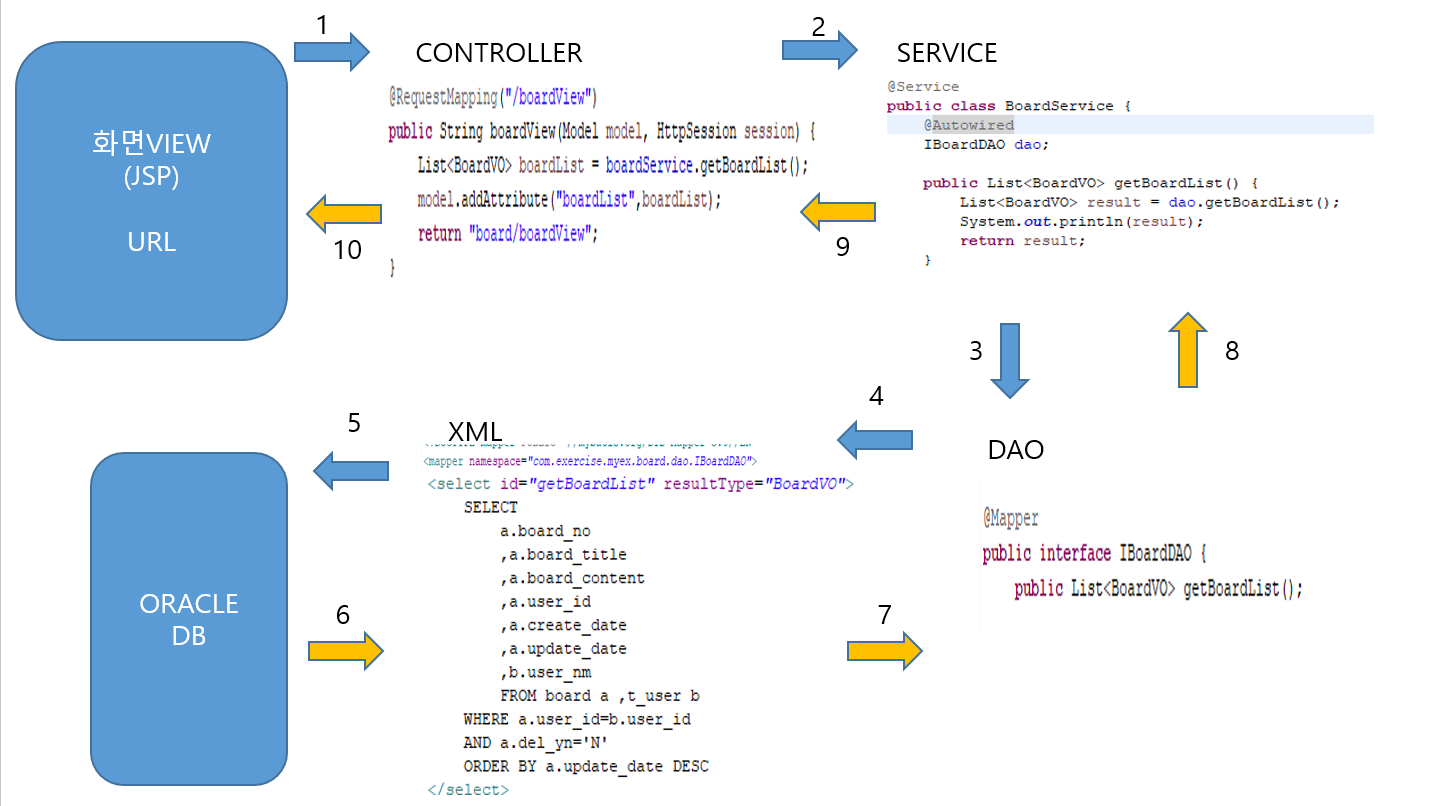 1
2
CONTROLLER
SERVICE
화면VIEW
(JSP)
URL
@RequestMapping("/boardView")
public String boardView(Model model, HttpSession session) {
List<BoardVO> boardList = boardService.getBoardList();
model.addAttribute("boardList",boardList);
return "board/boardView";
}
@Service
public class BoardService {
@Autowired
IBoardDAO dao;
public List<BoardVO> getBoardList() {
List<BoardVO> result = dao.getBoardList();
System.out.println(result);
return result;
}
10
9
3
8
4
5
XML
DAO
<mapper namespace="com.exercise.myex.board.dao.IBoardDAO">
<select id="getBoardList" resultType="BoardVO">
SELECT
a.board_no
,a.board_title
,a.board_content
,a.user_id
,a.create_date
,a.update_date
,b.user_nm
FROM board a ,t_user b
WHERE a.user_id=b.user_id
AND a.del_yn='N'
ORDER BY a.update_date DESC
</select>
@Mapper
public interface IBoardDAO {
public List<BoardVO> getBoardList();
ORACLE
DB
6
7